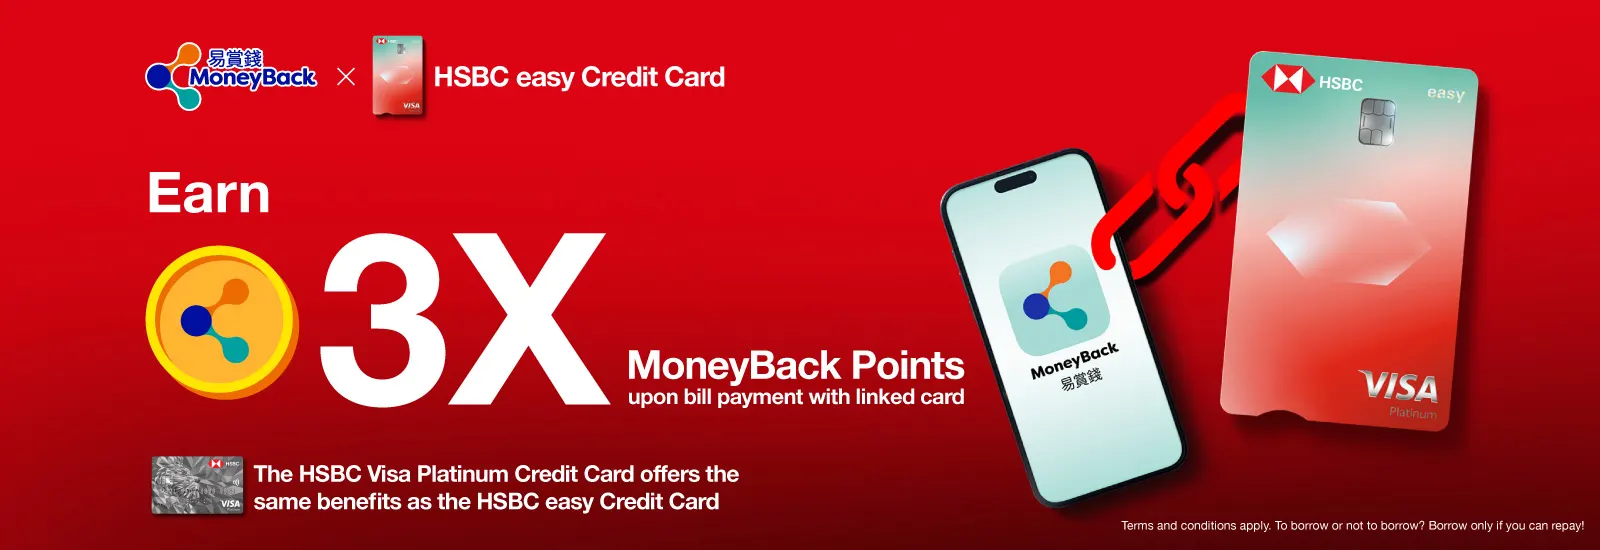 易賞錢
MoneyBack
VISA
HSBC easy Credit Card
Earn
3X
MoneyBack Points
upon bill payment with linked card
MoneyBack
易賞錢
HSBC
easy
VISA
Platinum
HSBC
VISA
The HSBC Visa Platinum Credit Card offers the
same benefits as the HSBC easy Credit Card
Terms and conditions apply. To borrow or not to borrow? Borrow only if you can repay!